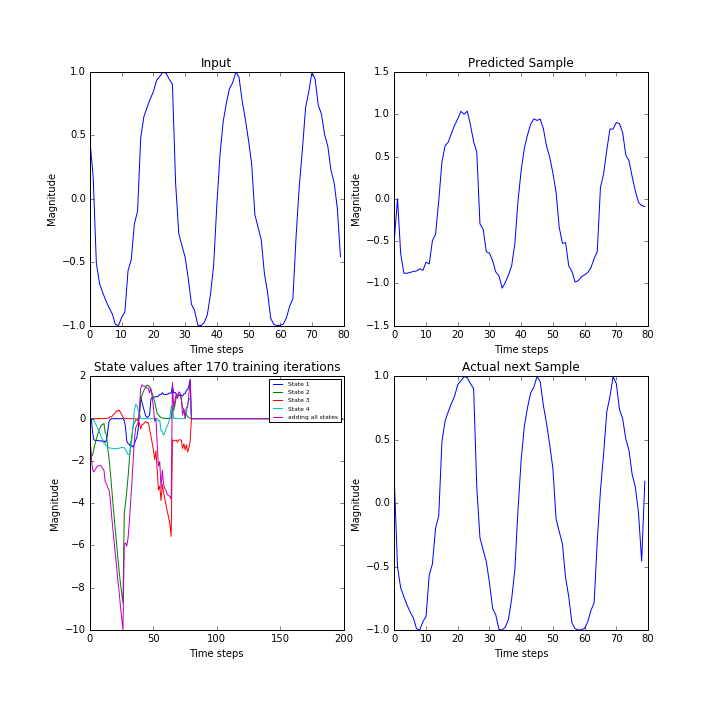 Input
Magnitude
1.0
0.5
0.0
−0.5
−1.0
0 10 20 30 40 50 60 70 80
Time steps
Predicted Sample
Magnitude
1.5
1.0
0.5
0.0
−0.5
−1.0
−1.5
0 10 20 30 40 50 60 70 80
Time steps
State values after 170 training iterations
Magnitude
2
0
−2
−4
−6
−8
−10
0 50 100 150 200
Time steps
State 1
State 2
State 3
State 4
adding all states
Actual next Sample
Magnitude
1.0
0.5
0.0
−0.5
−1.0
0 10 20 30 40 50 60 70 80
Time steps